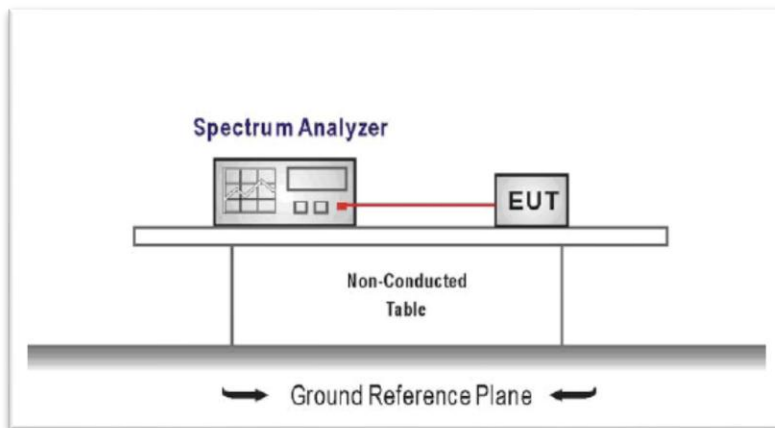 Spectrum Analyzer
EUT
Non-Conducted
Table
Ground Reference Plane